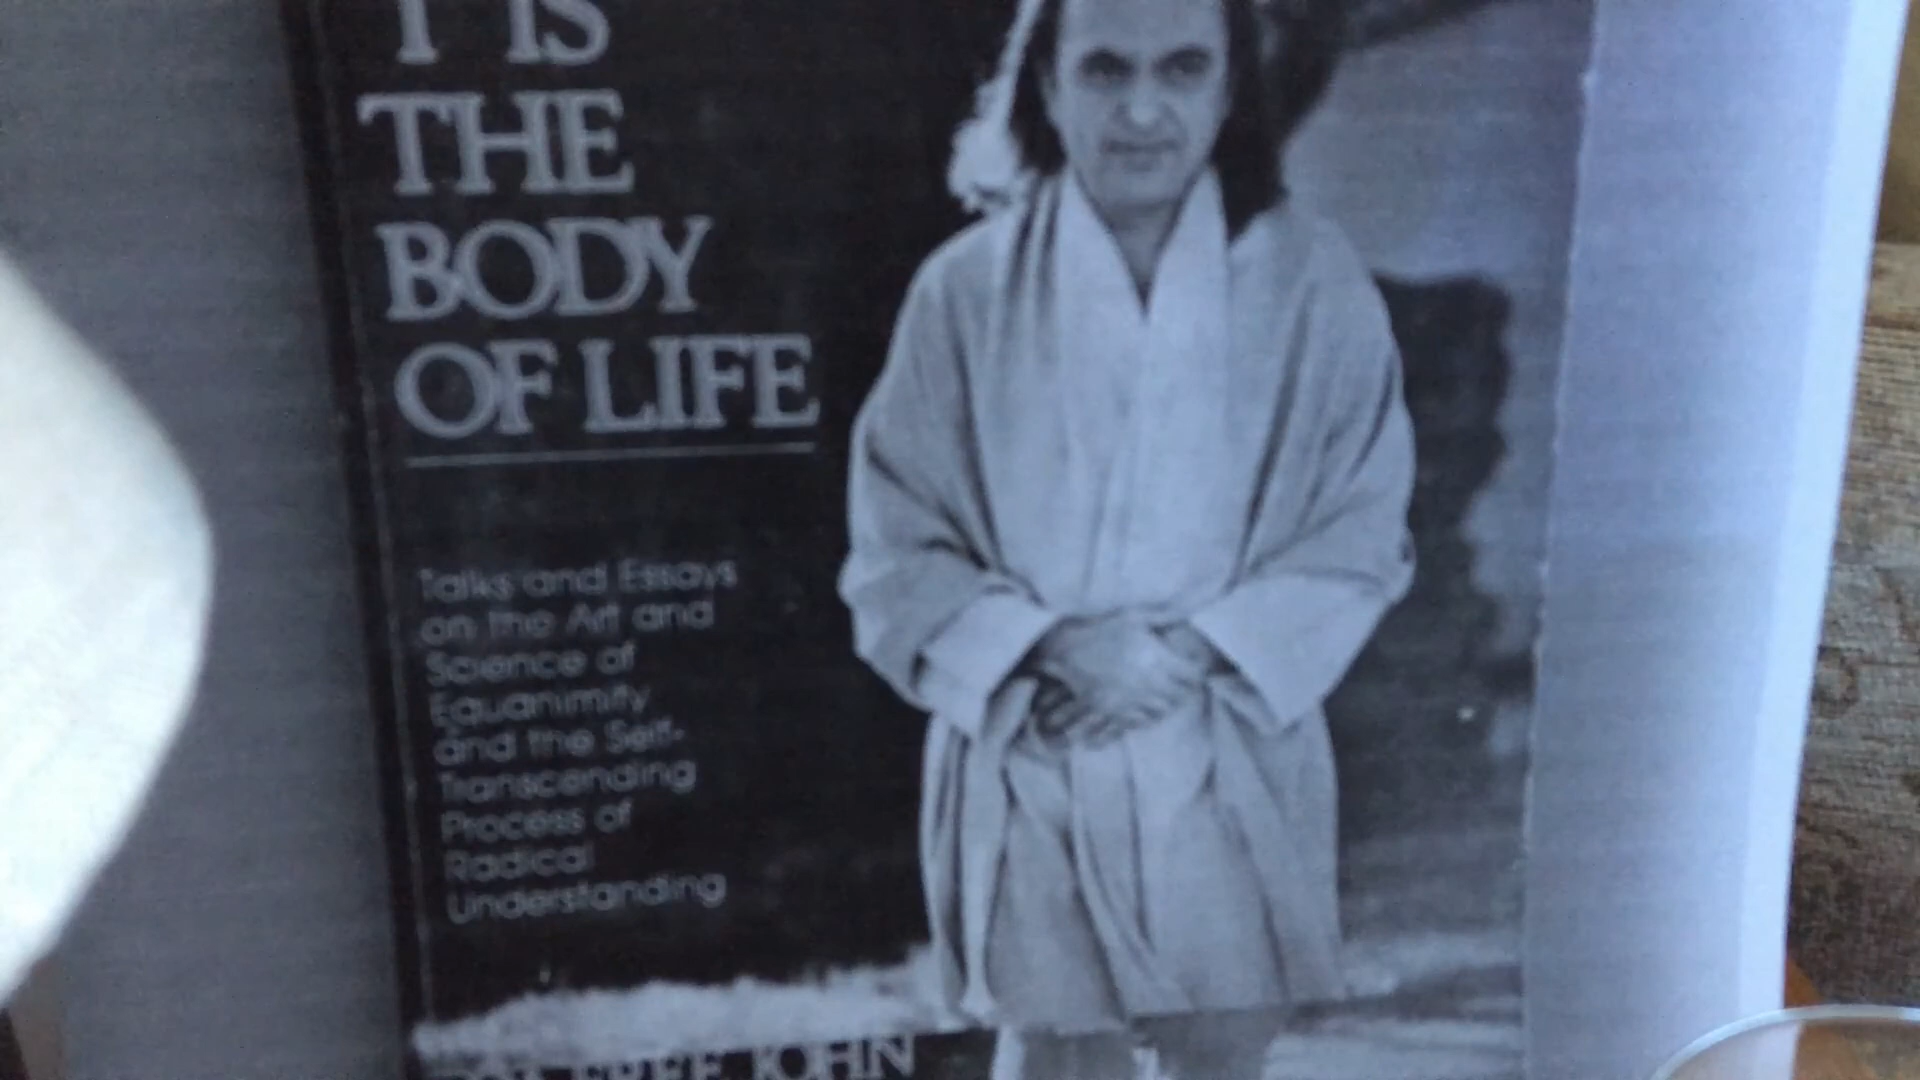 "I" IS
THE
BODY
OF LIFE
Talks and Essays
on the Art and
Science of
Equanimity
and the Self-
Transcending
Process of
Radical
Understanding
FREE JOHN